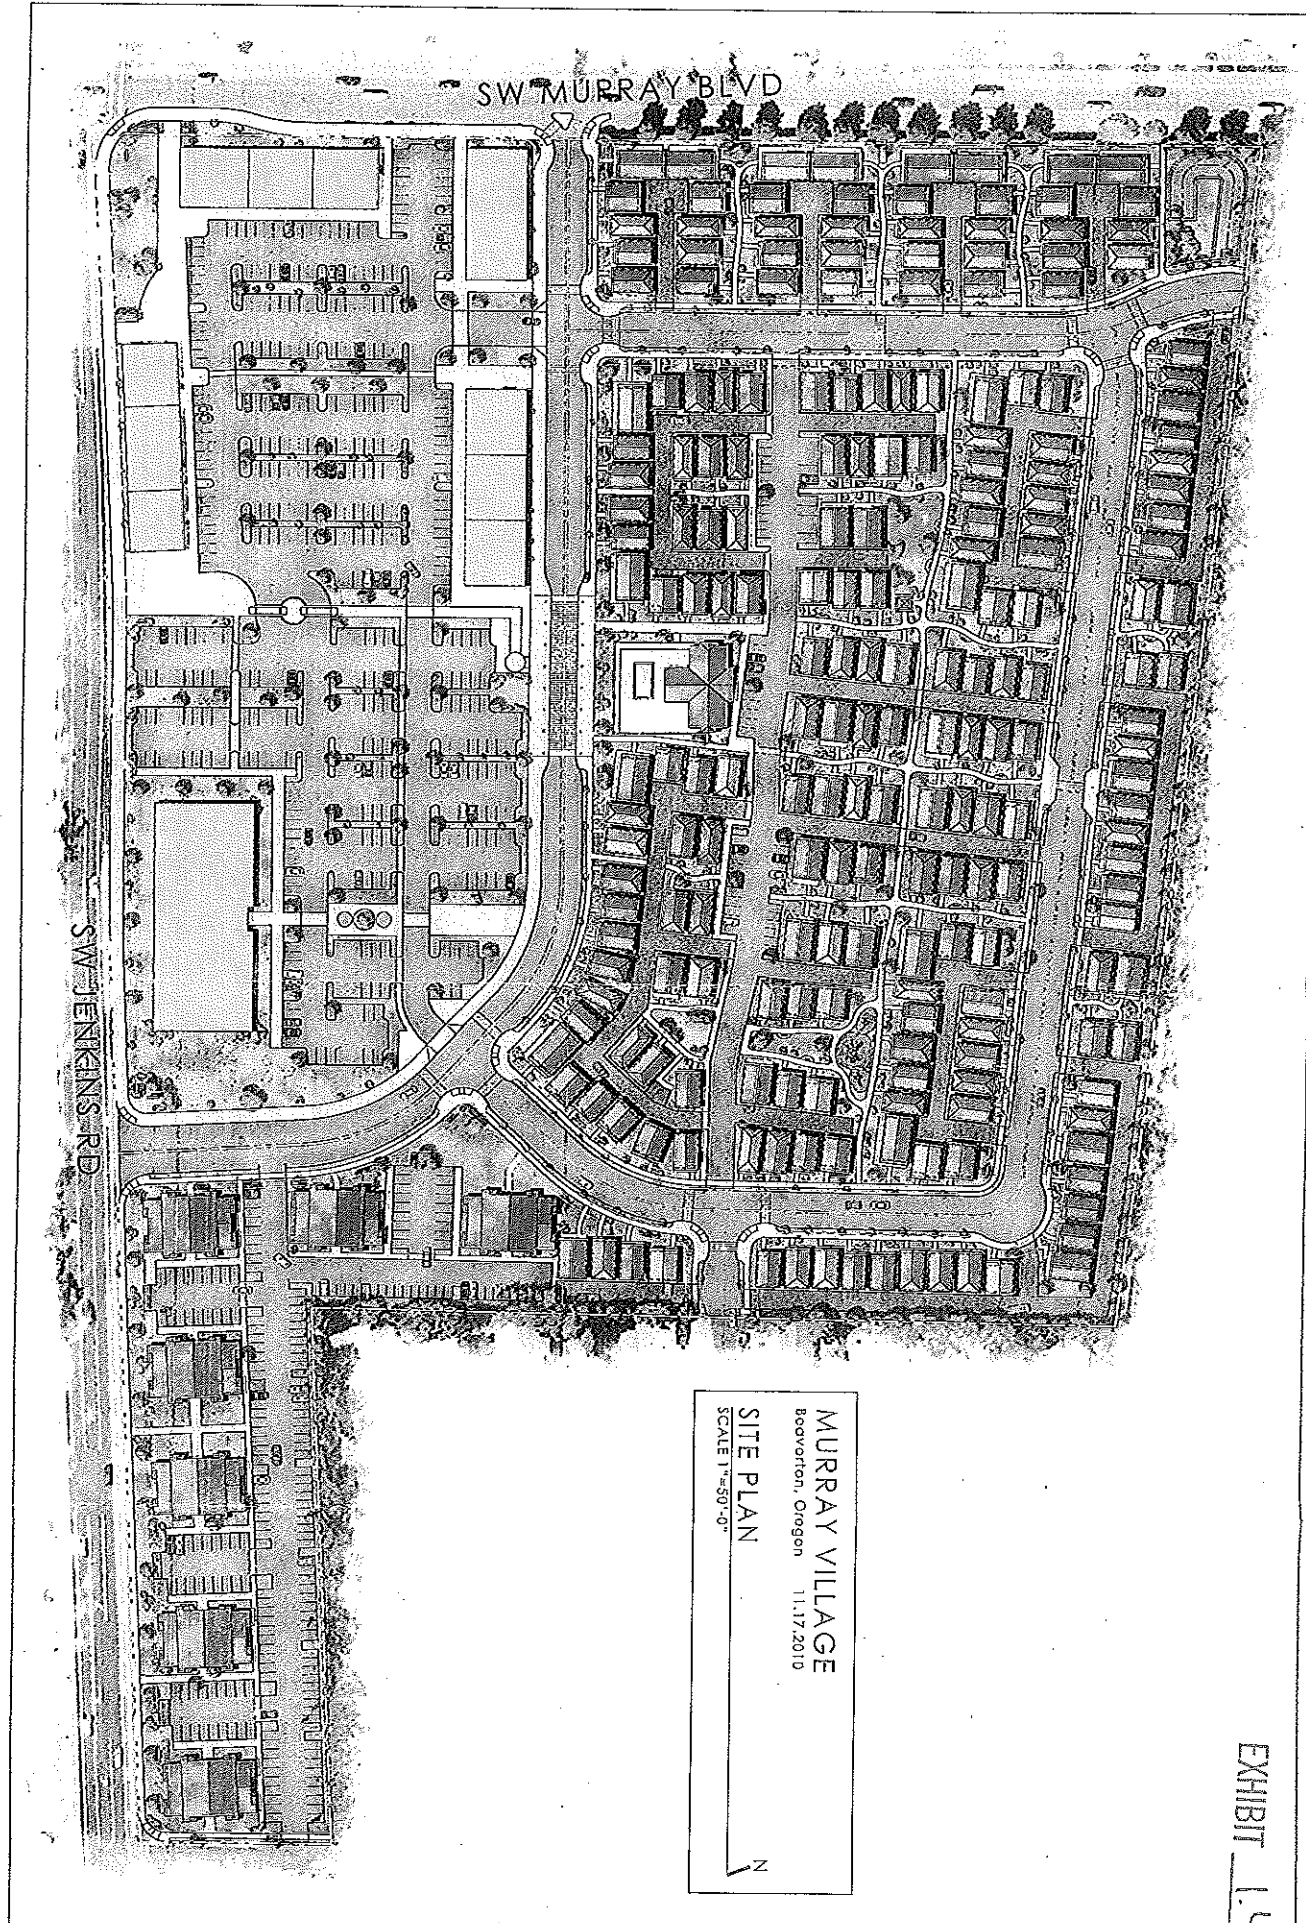 SW MURRAY BLVD
SW JENKINS RD
MURRAY VILLAGE
Beaverton, Oregon 11.17.2010
SITE PLAN
SCALE 1"=50'-0"
N
EXHIBIT